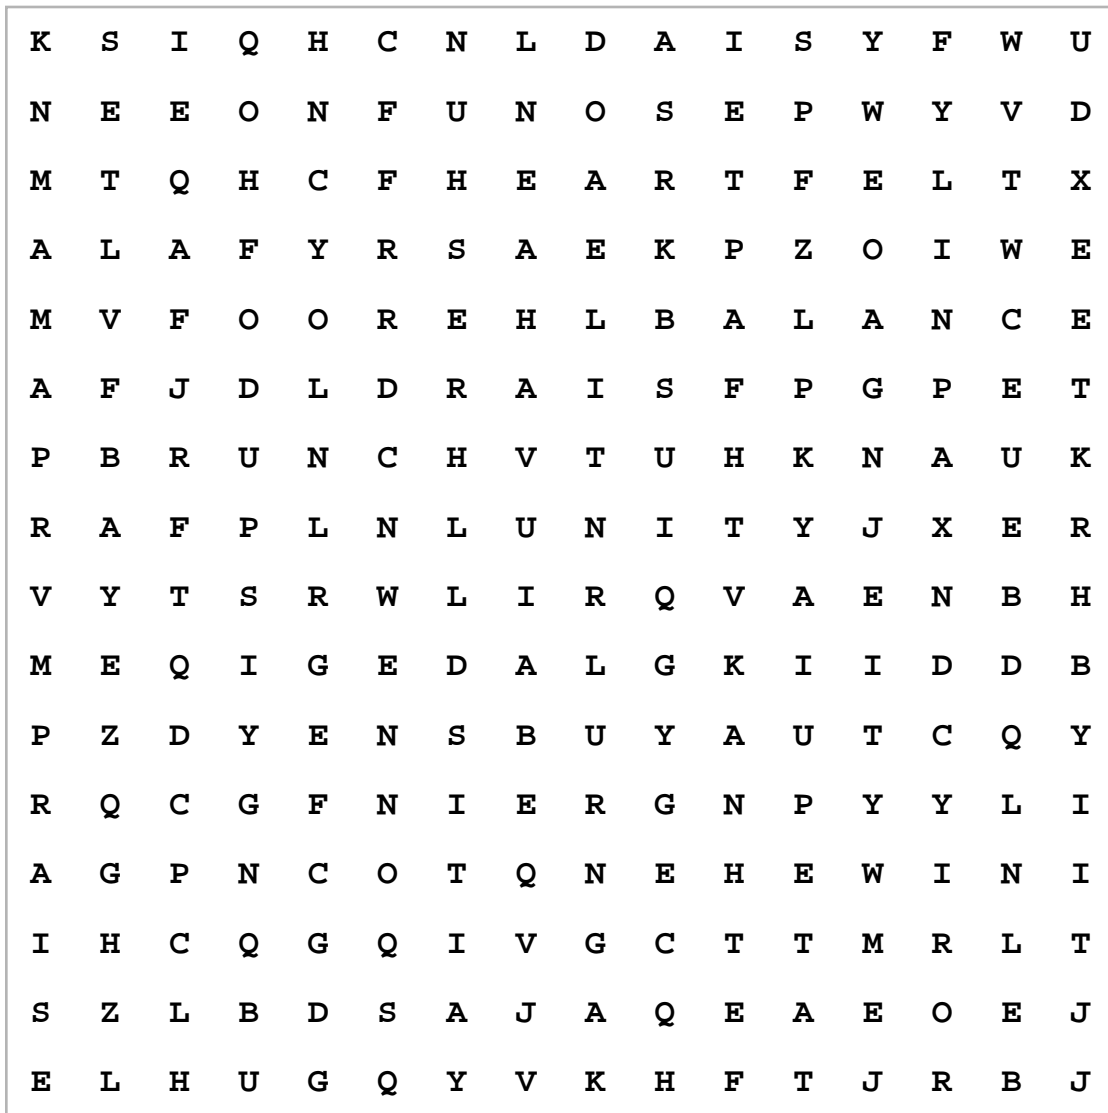 K S I Q H C N L D A I S Y F W U
N E E O N F U N O S E P W Y V D
M T Q H C F H E A R T F E L T X
A L A F Y R S A E K P Z O I W E
M V F O O R E H L B A L A N C E
A F J D L D R A I S F P G P E T
P B R U N C H V T U H K N A U K
R A F P L N L U N I T Y J X E R
V Y T S R W L I R Q V A E N B H
M E Q I G E D A L G K I I D D B
P Z D Y E N S B U Y A U T C Q Y
R Q C G F N I E R G N P Y Y L I
A G P N C O T Q N E H E W I N I
I H C Q G Q I V G C T T M R L T
S Z L B D S A J A Q E A E O E J
E L H U G Q Y V K H F T J R B J